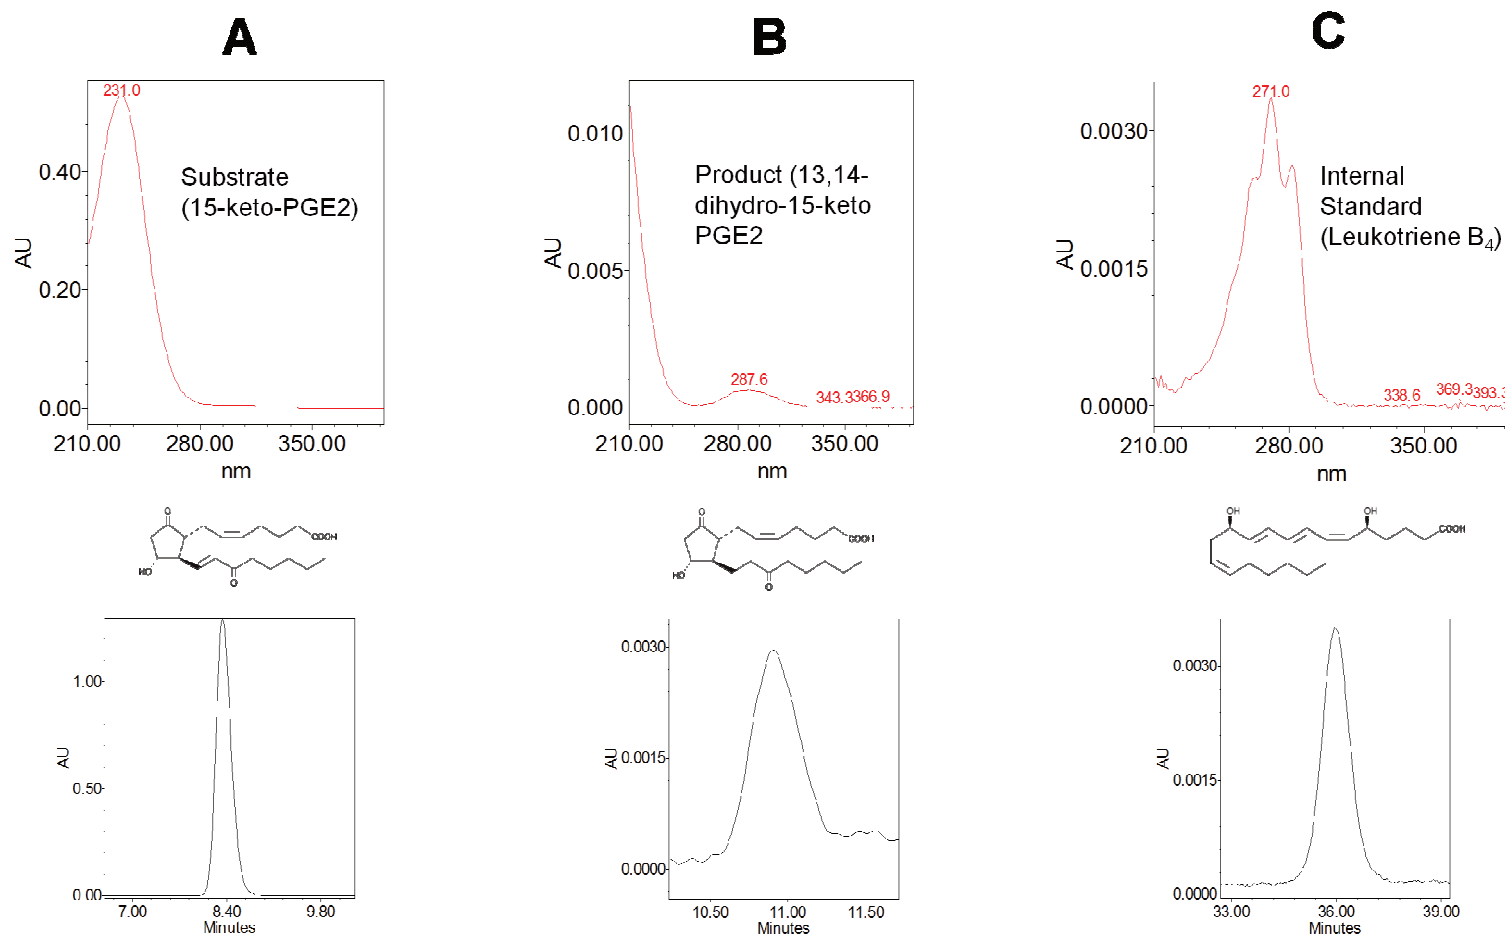 A
B
C
231.0
Substrate
(15-keto-PGE2)
0.40
0.20
0.00
AU
210.00 280.00 350.00
nm
0.010
0.005
0.000
AU
Product (13,14-
dihydro-15-keto
PGE2
287.6
343.3 366.9
210.00 280.00 350.00
nm
271.0
0.0030
0.0015
0.0000
AU
Internal
Standard
(Leukotriene B4)
338.6 369.3 393.3
210.00 280.00 350.00
nm
O
COOH
HO
O
O
COOH
HO
O
OH
OH
COOH
1.00
0.50
0.00
AU
7.00 8.40 9.80
Minutes
0.0030
0.0015
0.0000
AU
10.50 11.00 11.50
Minutes
0.0030
0.0015
0.0000
AU
33.00 36.00 39.00
Minutes